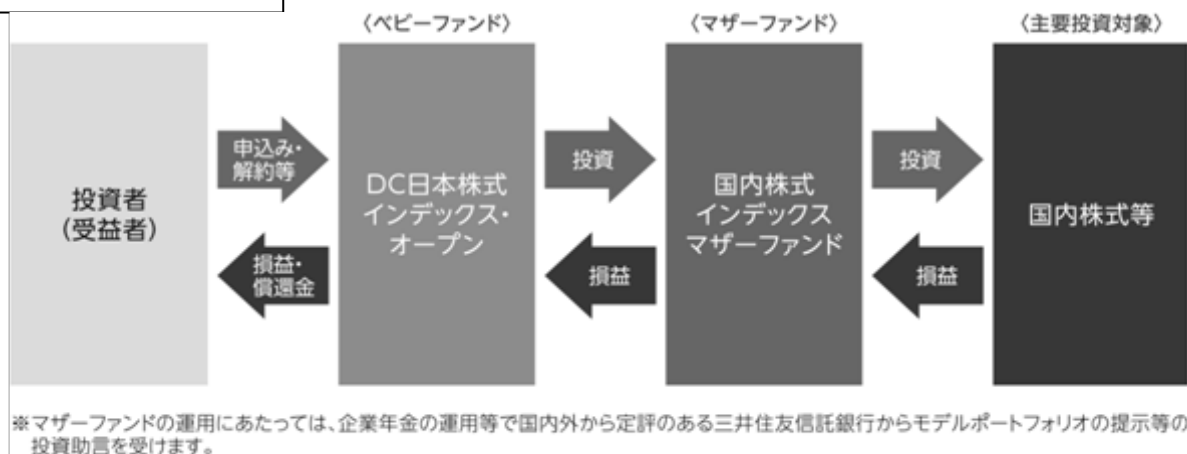 〈ベビーファンド〉
〈マザーファンド〉
〈主要投資対象〉
投資者
(受益者)
申込み・
解約等
損益・
償還金
DC日本株式
インデックス・
オープン
投資
損益
国内株式
インデックス
マザーファンド
投資
損益
国内株式等
※マザーファンドの運用にあたっては、企業年金の運用等で国内外から定評のある三井住友信託銀行からモデルポートフォリオの提示等の
投資助言を受けます。